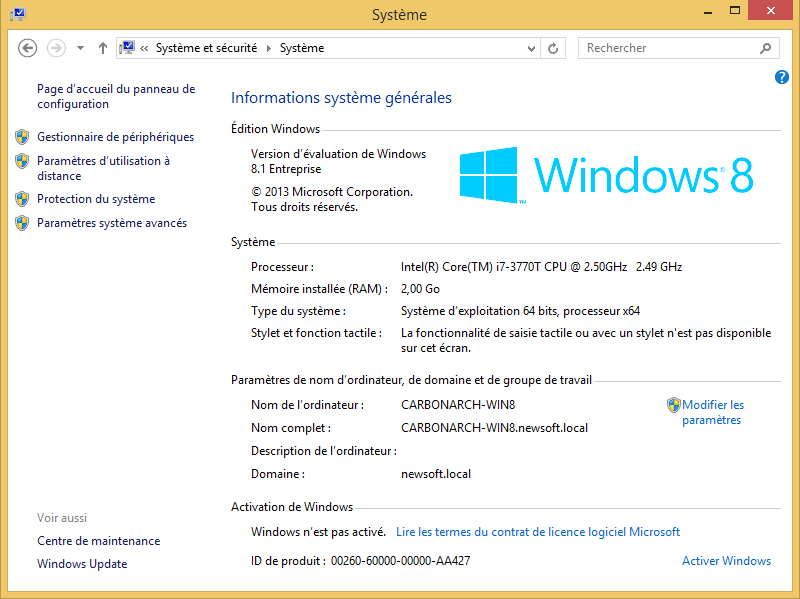 Système
« Système et sécurité Système
Rechercher
Page d'accueil du panneau de
configuration
Gestionnaire de périphériques
Paramètres d'utilisation à
distance
Protection du système
Paramètres système avancés
Voir aussi
Centre de maintenance
Windows Update
?
Informations système générales
Édition Windows
Version d'évaluation de Windows
8.1 Entreprise
© 2013 Microsoft Corporation.
Tous droits réservés.
Windows® 8
™
Système
Processeur : Intel(R) Core(TM) i7-3770T CPU @ 2.50GHz 2.49 GHz
Mémoire installée (RAM) : 2,00 Go
Type du système : Système d'exploitation 64 bits, processeur x64
Stylet et fonction tactile : La fonctionnalité de saisie tactile ou avec un stylet n'est pas disponible
sur cet écran.
Paramètres de nom d'ordinateur, de domaine et de groupe de travail
Nom de l'ordinateur : CARBONARCH-WIN8
Modifier les
paramètres
Nom complet : CARBONARCH-WIN8.newsoft.local
Description de l'ordinateur :
Domaine : newsoft.local
Activation de Windows
Windows n'est pas activé. Lire les termes du contrat de licence logiciel Microsoft
ID de produit : 00260-60000-00000-AA427
Activer Windows